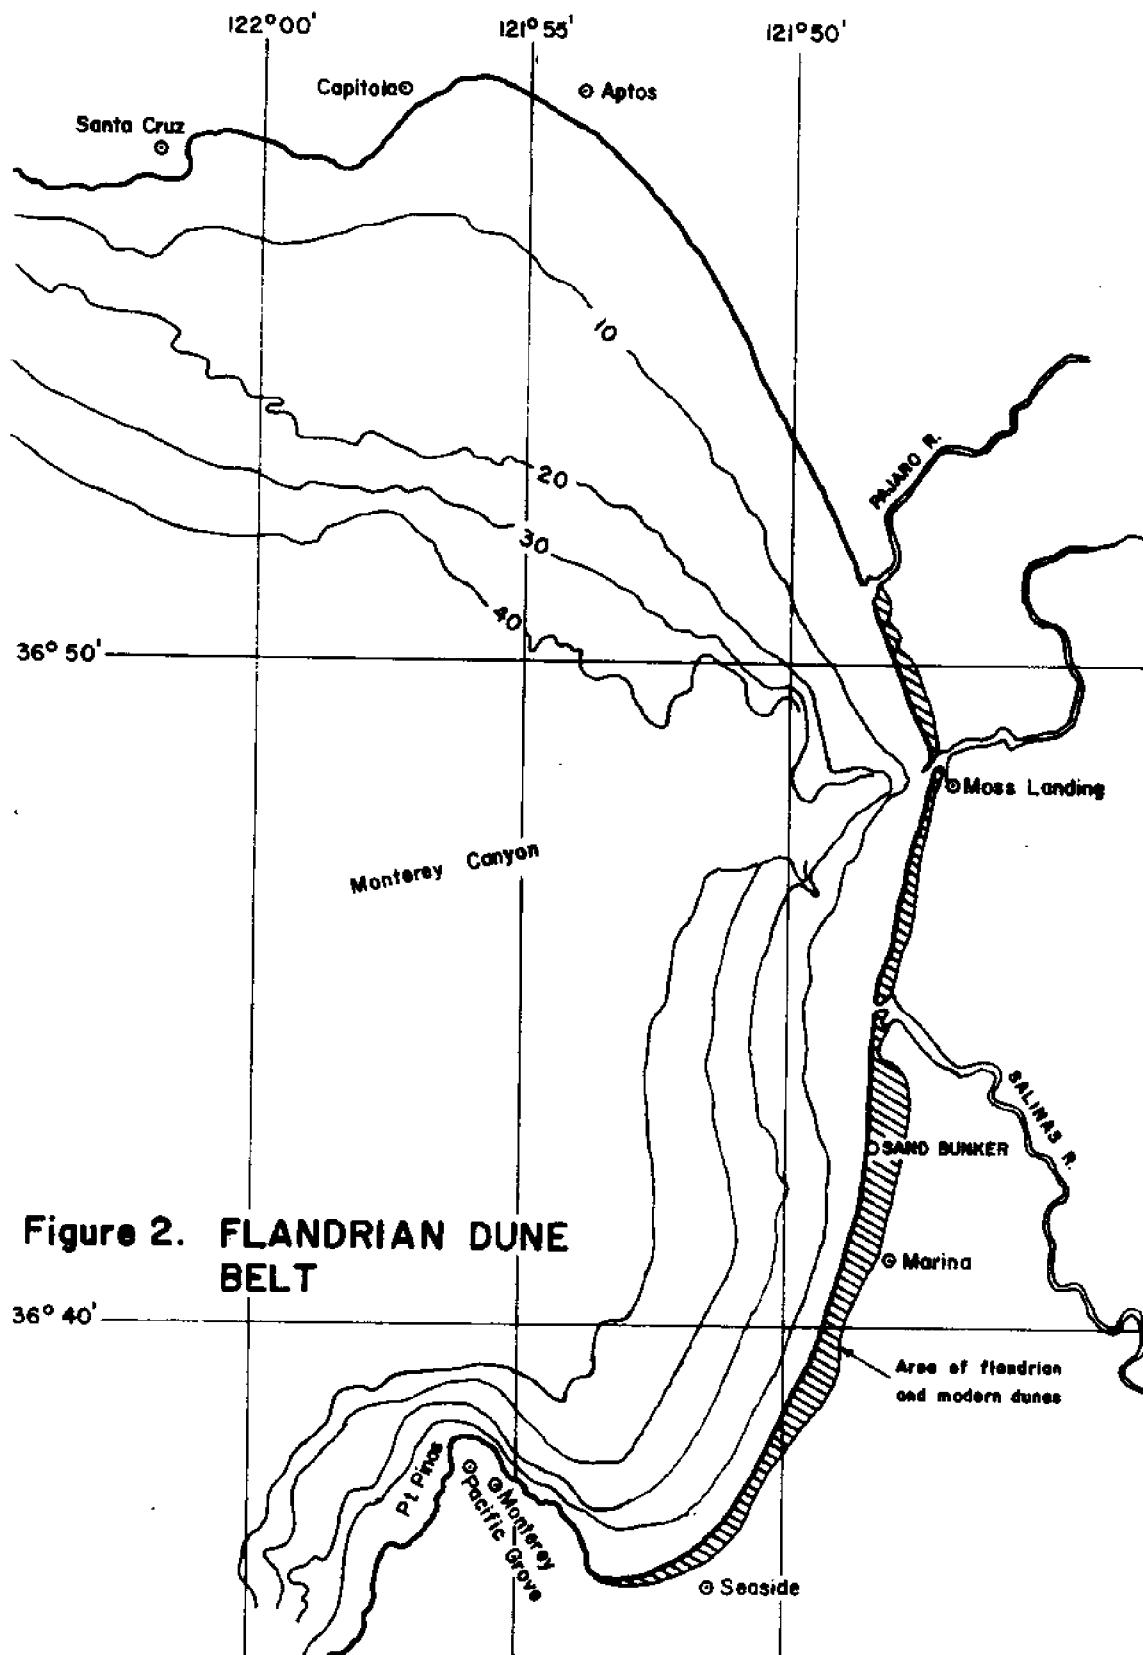 122° 00'
121° 55'
121° 50'
Capitola
Aptos
Santa Cruz
10
PAJARO R.
20
30
40
36° 50'
Moss Landing
Monterey Canyon
SALINAS R.
SAND BUNKER
Figure 2. FLANDRIAN DUNE
BELT
Marina
36° 40'
Area of flandrian
and modern dunes
Pt. Pinos
Pacific Grove
Monterey
Seaside